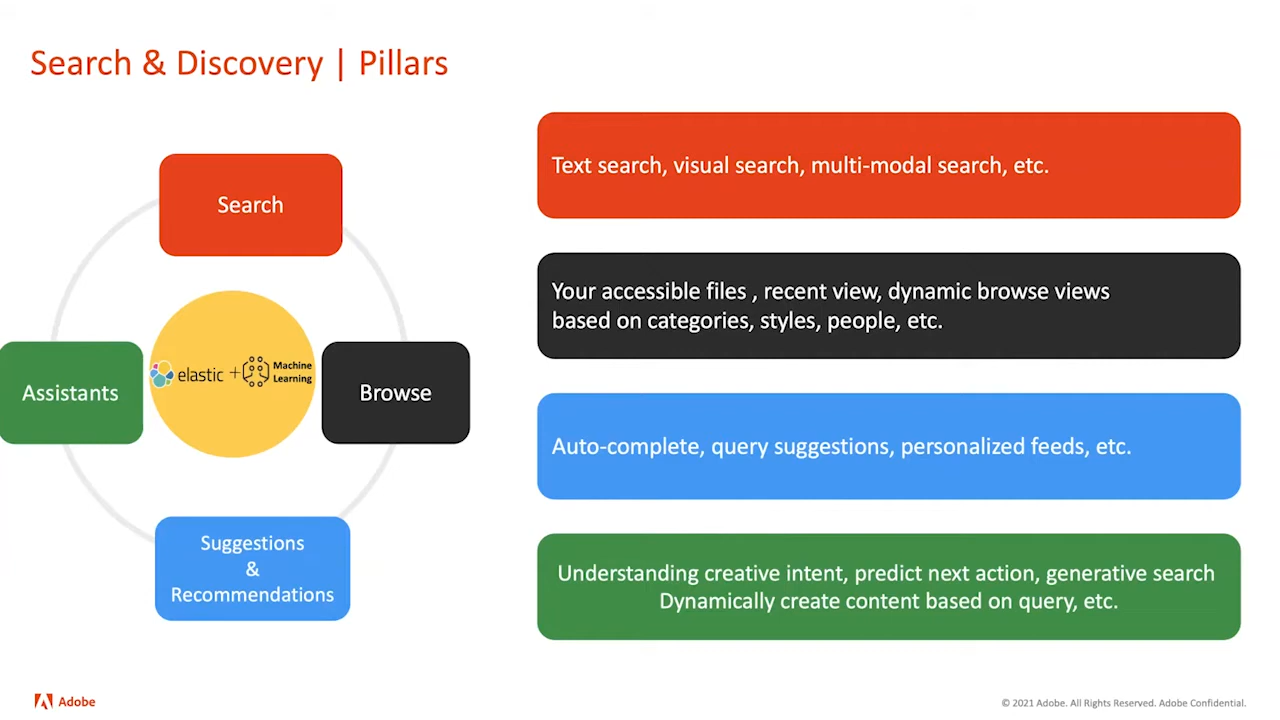 Search & Discovery | Pillars
Search
Assistants
elastic + Machine
Learning
Browse
Suggestions
&
Recommendations
Text search, visual search, multi-modal search, etc.
Your accessible files , recent view, dynamic browse views
based on categories, styles, people, etc.
Auto-complete, query suggestions, personalized feeds, etc.
Understanding creative intent, predict next action, generative search
Dynamically create content based on query, etc.
Adobe
© 2021 Adobe. All Rights Reserved. Adobe Confidential.